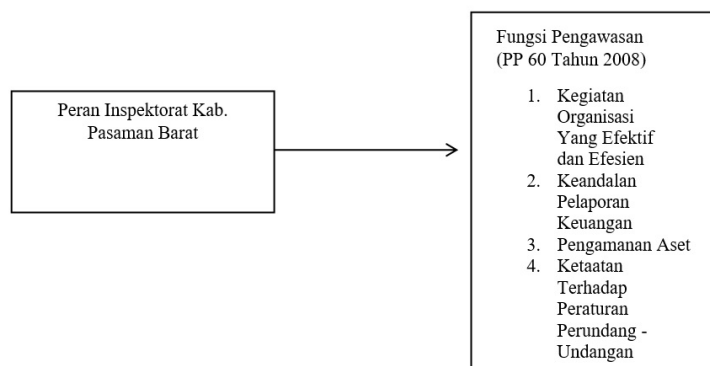 Peran Inspektorat Kab.
Pasaman Barat
Fungsi Pengawasan
(PP 60 Tahun 2008)
1. Kegiatan
Organisasi
Yang Efektif
dan Efesien
2. Keandalan
Pelaporan
Keuangan
3. Pengamanan Aset
4. Ketaatan
Terhadap
Peraturan
Perundang -
Undangan